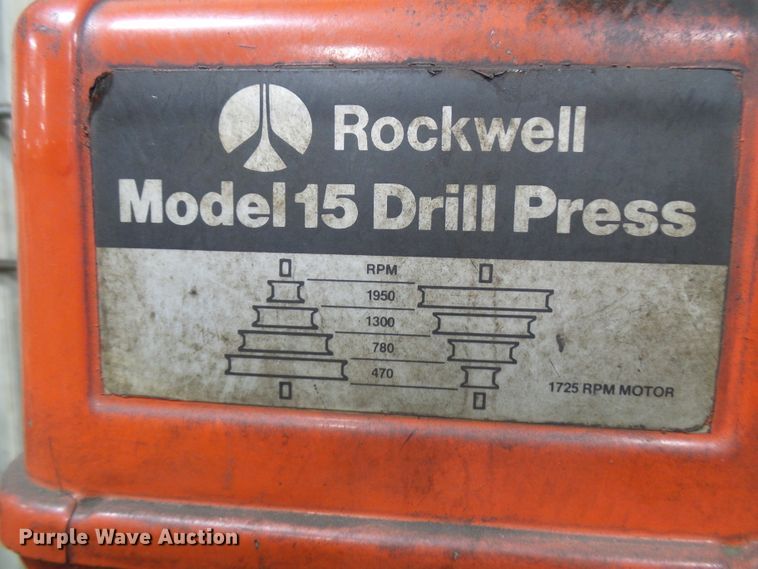 Rockwell
Model 15 Drill Press
RPM
1950
1300
780
470
1725 RPM MOTOR
Purple Wave Auction